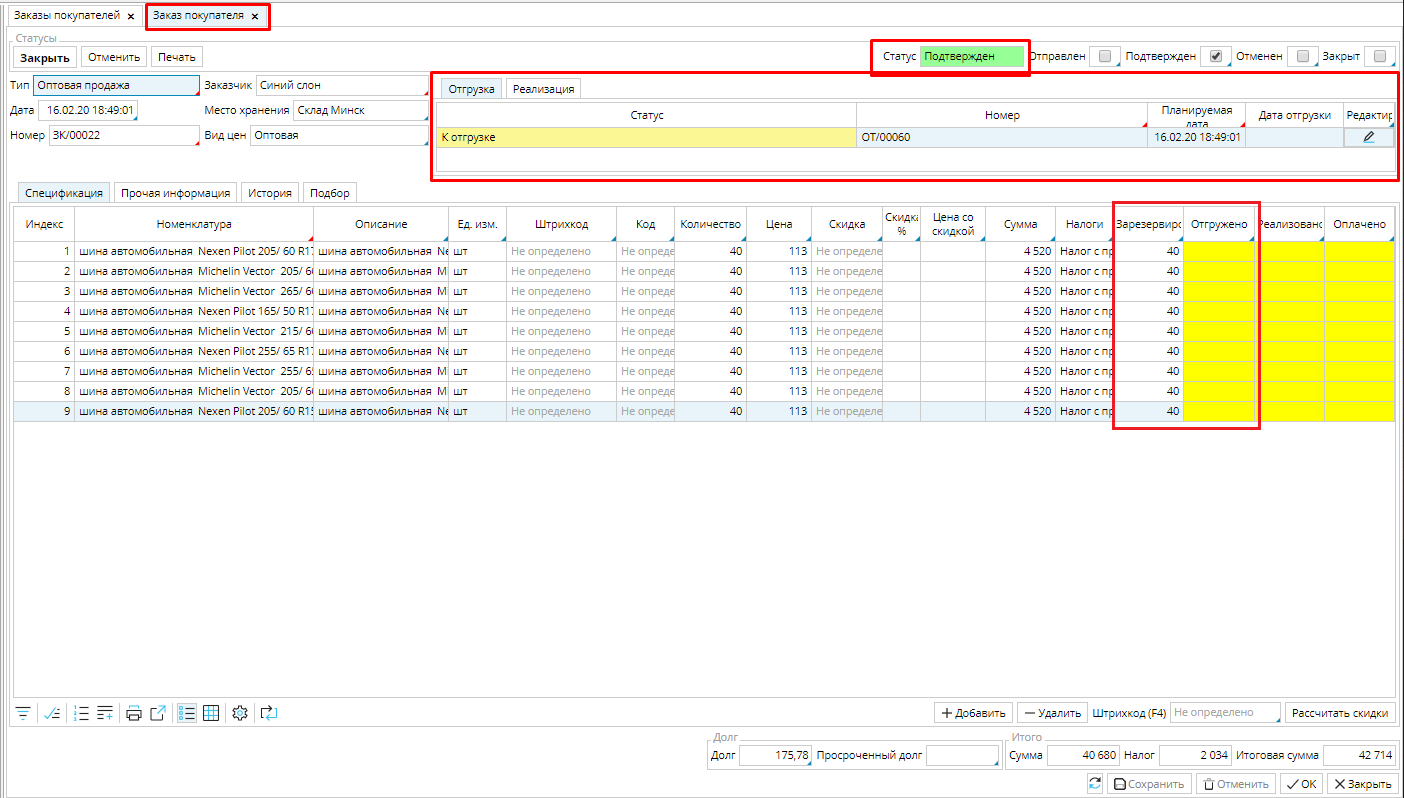 Заказы покупателей × Заказ покупателя ×
Статусы
Закрыть Отменить Печать Статус Подтвержден Отправлен Подтвержден Отменен Закрыт
Тип Оптовая продажа Заказчик Синий слон
Дата 16.02.20 18:49:01 Место хранения Склад Минск
Номер ЗК/00022 Вид цен Оптовая
Отгрузка Реализация
Статус Номер Планируемая дата Дата отгрузки Редактир
К отгрузке ОТ/00060 16.02.20 18:49:01
Спецификация Прочая информация История Подбор
Индекс Номенклатура Описание Ед. изм. Штрихкод Код Количество Цена Скидка Скидка % Цена со скидкой Сумма Налоги Зарезервирс Отгружено Реализованс Оплачено
1 шина автомобильная Nexen Pilot 205/ 60 R17 шина автомобильная Ne шт Не определено Не опреде 40 113 Не определе 4 520 Налог с пр 40
2 шина автомобильная Michelin Vector 205/ 60 шина автомобильная M шт Не определено Не опреде 40 113 Не определе 4 520 Налог с пр 40
3 шина автомобильная Michelin Vector 265/ 60 шина автомобильная M шт Не определено Не опреде 40 113 Не определе 4 520 Налог с пр 40
4 шина автомобильная Nexen Pilot 165/ 50 R17 шина автомобильная Ne шт Не определено Не опреде 40 113 Не определе 4 520 Налог с пр 40
5 шина автомобильная Michelin Vector 215/ 60 шина автомобильная M шт Не определено Не опреде 40 113 Не определе 4 520 Налог с пр 40
6 шина автомобильная Nexen Pilot 255/ 65 R17 шина автомобильная Ne шт Не определено Не опреде 40 113 Не определе 4 520 Налог с пр 40
7 шина автомобильная Michelin Vector 255/ 65 шина автомобильная M шт Не определено Не опреде 40 113 Не определе 4 520 Налог с пр 40
8 шина автомобильная Michelin Vector 205/ 60 шина автомобильная M шт Не определено Не опреде 40 113 Не определе 4 520 Налог с пр 40
9 шина автомобильная Nexen Pilot 205/ 60 R15 шина автомобильная Ne шт Не определено Не опреде 40 113 Не определе 4 520 Налог с пр 40
+ Добавить — Удалить Штрихкод (F4) Не определено Рассчитать скидки
Долг Итого
Долг 175,78 Просроченный долг Сумма 40 680 Налог 2 034 Итоговая сумма 42 714
Сохранить Отменить ОК Закрыть